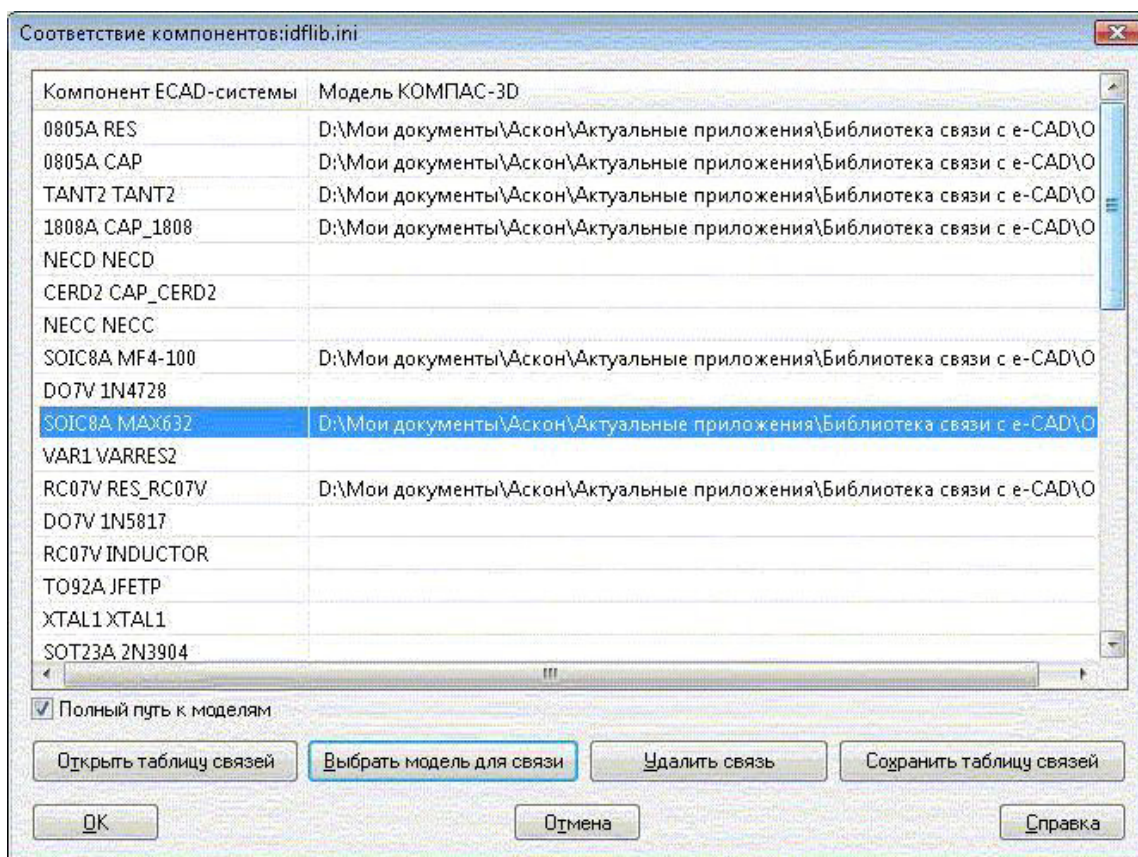 Соответствие компонентов:idflib.ini
Компонент ECAD-системы Модель КОМПАС-3D
0805A RES D:\Мои документы\Аскон\Актуальные приложения\Библиотека связи с e-CAD\O
0805A CAP D:\Мои документы\Аскон\Актуальные приложения\Библиотека связи с e-CAD\O
TANT2 TANT2 D:\Мои документы\Аскон\Актуальные приложения\Библиотека связи с e-CAD\O
1808A CAP_1808 D:\Мои документы\Аскон\Актуальные приложения\Библиотека связи с e-CAD\O
NECD NECD
CERD2 CAP_CERD2
NECC NECC
SOIC8A MF4-100 D:\Мои документы\Аскон\Актуальные приложения\Библиотека связи с e-CAD\O
DO7V 1N4728
SOIC8A MAX632 D:\Мои документы\Аскон\Актуальные приложения\Библиотека связи с e-CAD\O
VAR1 VARRES2
RC07V RES_RC07V D:\Мои документы\Аскон\Актуальные приложения\Библиотека связи с e-CAD\O
DO7V 1N5817
RC07V INDUCTOR
TO92A JFETP
XTAL1 XTAL1
SOT23A 2N3904
Полный путь к моделям
Открыть таблицу связей Выбрать модель для связи Удалить связь Сохранить таблицу связей
OK Отмена Справка